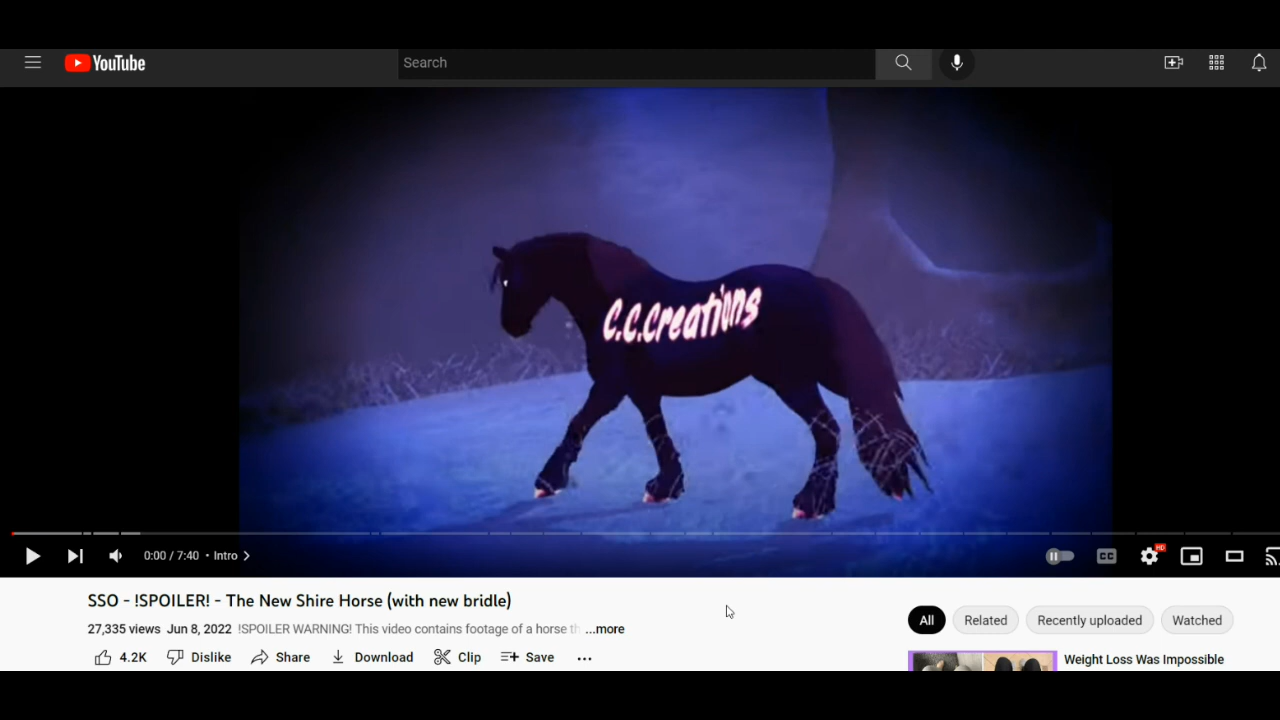 YouTube
Search
C.C.Creations
0:00 / 7:40 • Intro
CC
HD
SSO - !SPOILER! - The New Shire Horse (with new bridle)
27,335 views Jun 8, 2022 !SPOILER WARNING! This video contains footage of a horse th ...more
4.2K Dislike Share Download Clip Save
All Related Recently uploaded Watched
Weight Loss Was Impossible